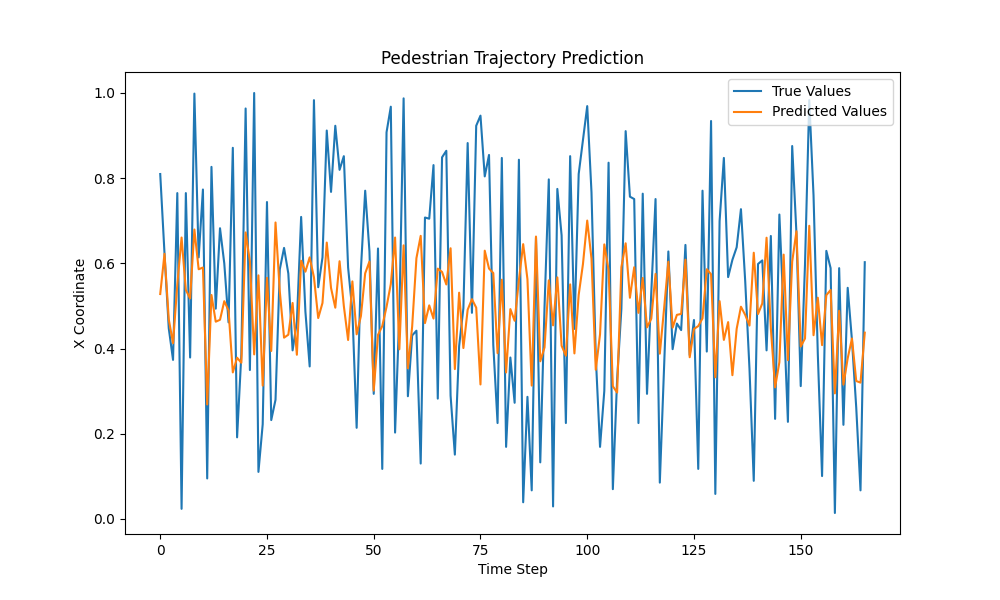 Pedestrian Trajectory Prediction
True Values
Predicted Values
X Coordinate
1.0
0.8
0.6
0.4
0.2
0.0
0
25
50
75
100
125
150
Time Step